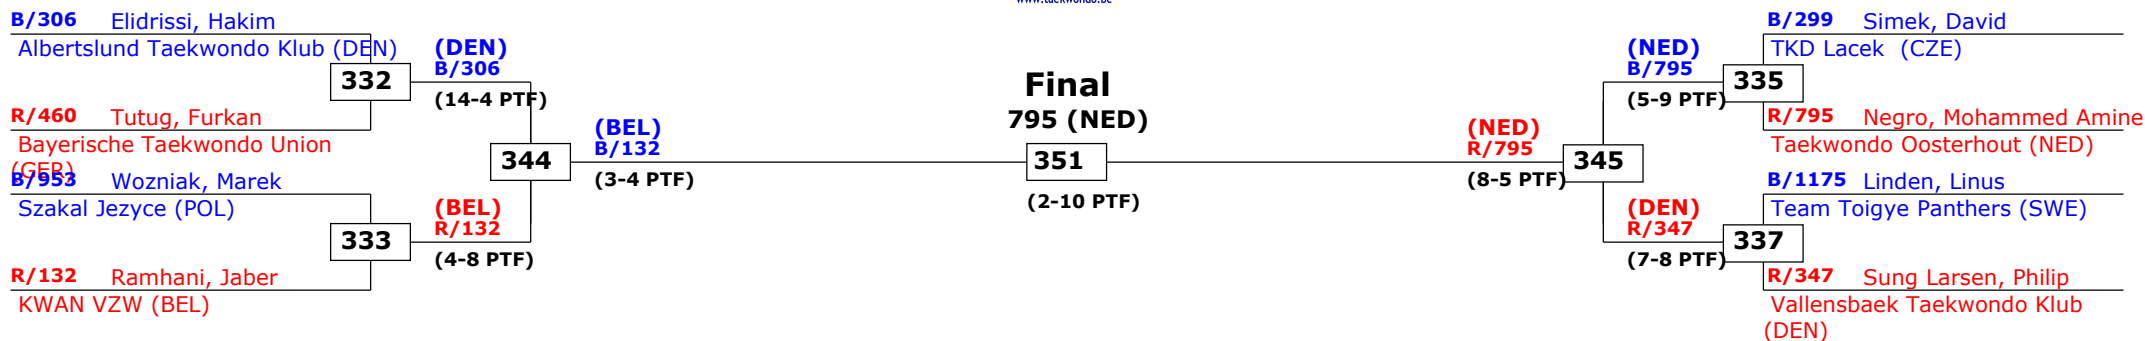 www.taekwondo.be
B/306 Elidrissi, Hakim
Albertslund Taekwondo Klub (DEN)
332
R/460 Tutug, Furkan
Bayerische Taekwondo Union
(GER)
B/953 Wozniak, Marek
Szakal Jezyce (POL)
333
R/132 Ramhani, Jaber
KWAN VZW (BEL)
(DEN)
B/306
(14-4 PTF)
344
(BEL)
R/132
(4-8 PTF)
(BEL)
B/132
(3-4 PTF)
Final
795 (NED)
351
(2-10 PTF)
(NED)
R/795
(8-5 PTF)
345
(NED)
B/795
(5-9 PTF)
(DEN)
R/347
(7-8 PTF)
B/299 Simek, David
TKD Lacek (CZE)
335
R/795 Negro, Mohammed Amine
Taekwondo Oosterhout (NED)
B/1175 Linden, Linus
Team Toigye Panthers (SWE)
337
R/347 Sung Larsen, Philip
Vallensbaek Taekwondo Klub
(DEN)